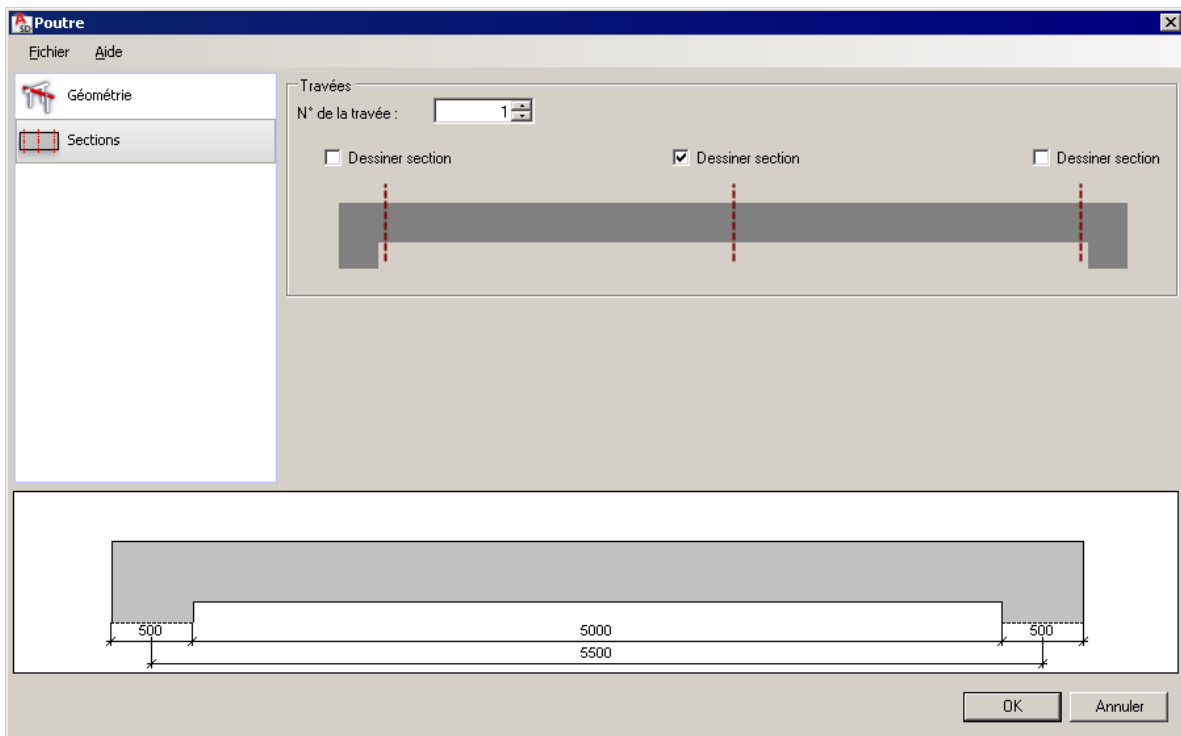 Poutre
Fichier Aide
Géométrie
Sections
Travées
N° de la travée : 1
Dessiner section Dessiner section Dessiner section
500 5000 500
5500
OK Annuler